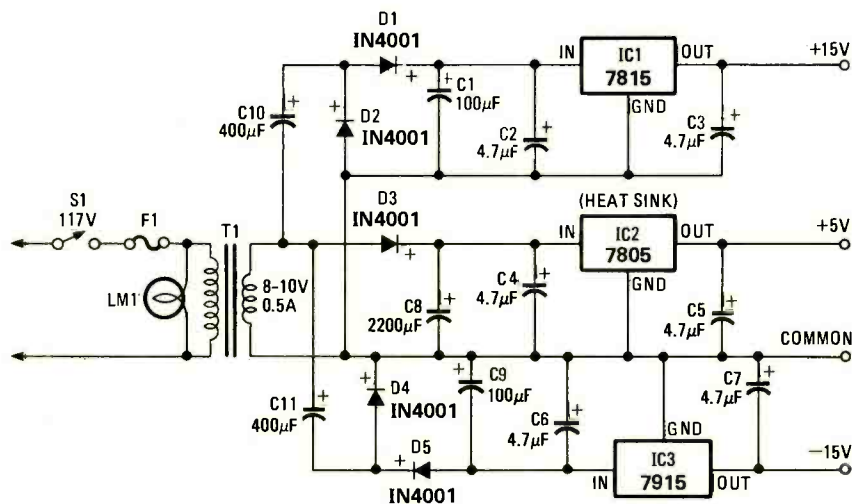 D1
IN4001
IN
IC1
7815
OUT
+15V
GND
C10
400µF
D2
IN4001
C1
100µF
C2
4.7µF
C3
4.7µF
S1
117V
F1
T1
LM1
8-10V
0.5A
D3
IN4001
(HEAT SINK)
IN
IC2
7805
OUT
+5V
GND
C8
2200µF
C4
4.7µF
C5
4.7µF
COMMON
C11
400µF
D4
IN4001
C9
100µF
C6
4.7µF
C7
4.7µF
GND
D5
IN4001
IN
IC3
7915
OUT
−15V